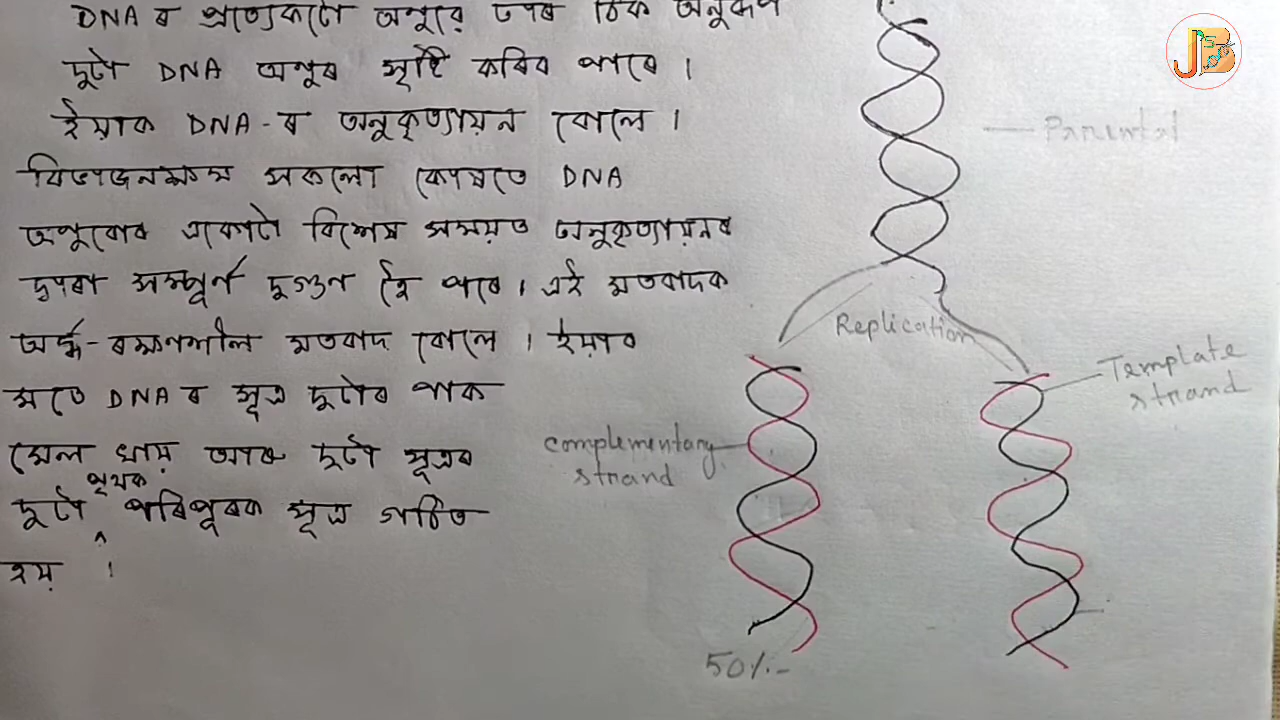 DNA ৰ প্ৰত্যেকটো অণুৱে ঠিক অনুৰূপ
দুটা DNA অণুৰ সৃষ্টি কৰিব পাৰে ।
ইয়াক DNA-ৰ অনুকৃত্যায়ন বোলে ।
বিভাজনক্ষম সকলো কোষতে DNA
অণুবোৰ একোটা বিশেষ সময়ত অনুকৃত্যায়নৰ
দ্বাৰা সম্পূৰ্ণ দুগুণ হৈ পৰে । এই মতবাদক
অৰ্দ্ধ-ৰক্ষণশীল মতবাদ বোলে । ইয়াৰ
মতে DNA ৰ সূত্ৰ দুটাৰ পাক
মেল খায় আৰু দুটা সূত্ৰৰ
দুটা পৃথক পৰিপূৰক সূত্ৰ গঠিত
হয় ।
Parental
Replication
Template
strand
complementary
strand
50%-
JB